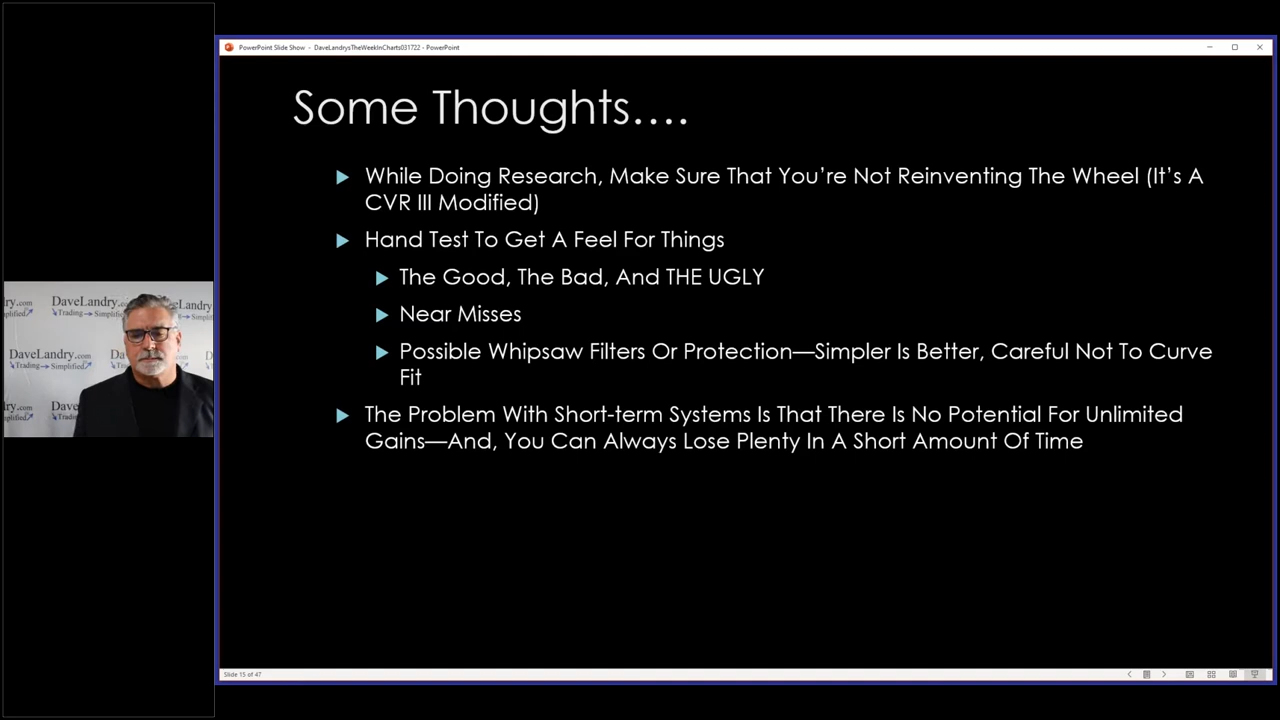 PowerPoint Slide Show - DaveLandrysTheWeekInCharts031722 - PowerPoint
Some Thoughts....
While Doing Research, Make Sure That You're Not Reinventing The Wheel (It's A
CVR III Modified)
Hand Test To Get A Feel For Things
The Good, The Bad, And THE UGLY
Near Misses
Possible Whipsaw Filters Or Protection—Simpler Is Better, Careful Not To Curve
Fit
The Problem With Short-term Systems Is That There Is No Potential For Unlimited
Gains—And, You Can Always Lose Plenty In A Short Amount Of Time
DaveLandry.com
Trading Simplified
DaveLandry.com
Trading Simplified
Slide 15 of 47